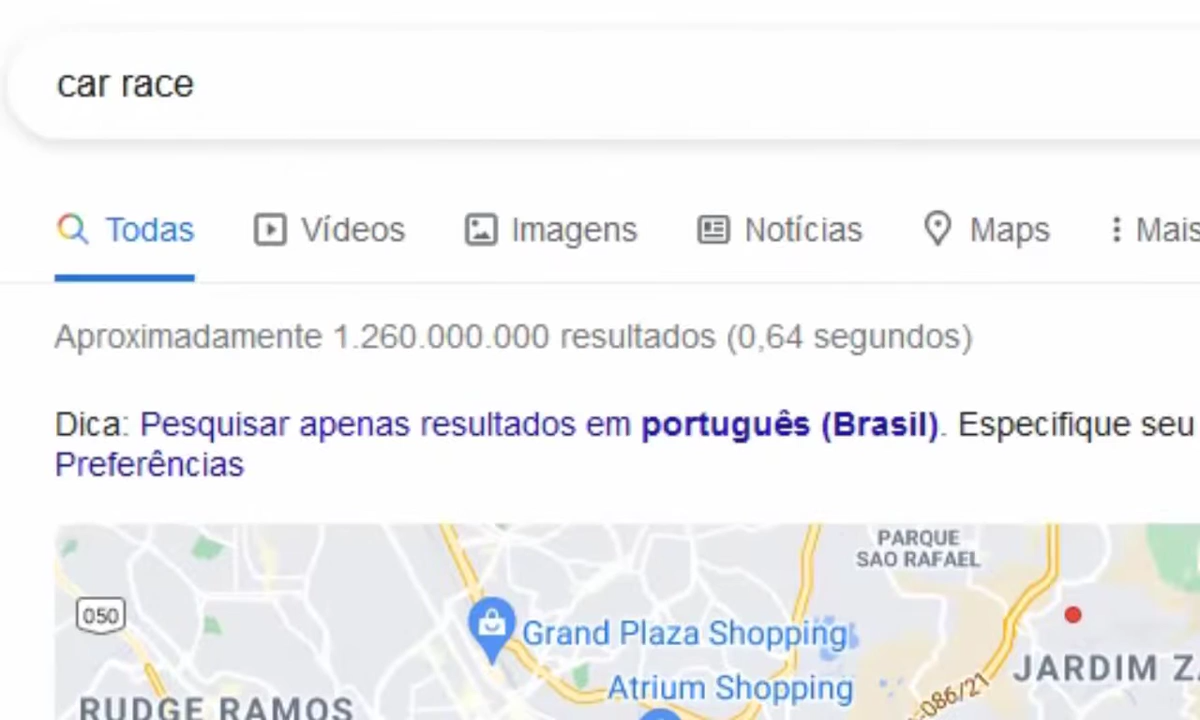 car race
Todas Vídeos Imagens Notícias Maps Mais
Aproximadamente 1.260.000.000 resultados (0,64 segundos)
Dica: Pesquisar apenas resultados em português (Brasil). Especifique seu
Preferências
PARQUE
SAO RAFAEL
050
Grand Plaza Shopping
JARDIM
Atrium Shopping
-086/21
RUDGE RAMOS